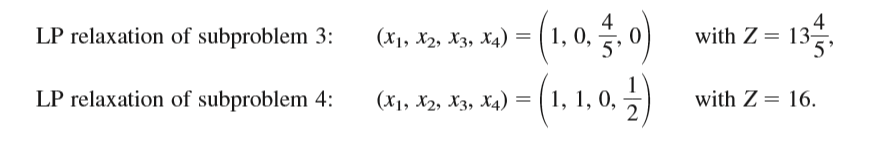 LP relaxation of subproblem 3: (x₁, x₂, x₃, x₄) = (1, 0, 4/5, 0) with Z = 13 4/5,
LP relaxation of subproblem 4: (x₁, x₂, x₃, x₄) = (1, 1, 0, 1/2) with Z = 16.